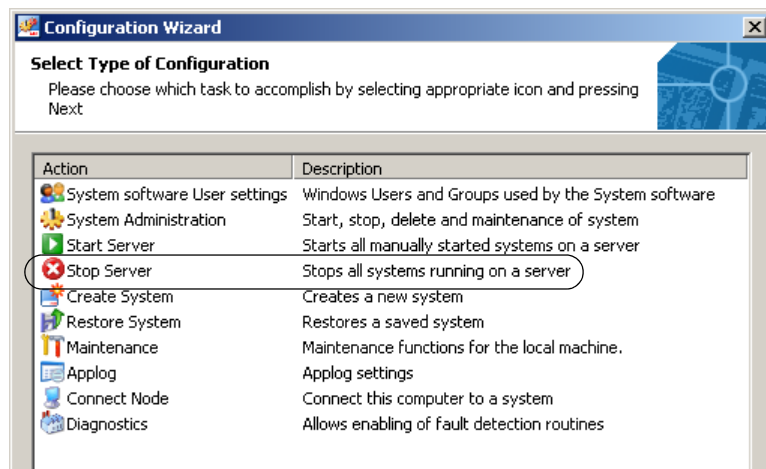 Configuration Wizard
Select Type of Configuration
Please choose which task to accomplish by selecting appropriate icon and pressing
Next
Action Description
System software User settings Windows Users and Groups used by the System software
System Administration Start, stop, delete and maintenance of system
Start Server Starts all manually started systems on a server
Stop Server Stops all systems running on a server
Create System Creates a new system
Restore System Restores a saved system
Maintenance Maintenance functions for the local machine.
Applog Applog settings
Connect Node Connect this computer to a system
Diagnostics Allows enabling of fault detection routines